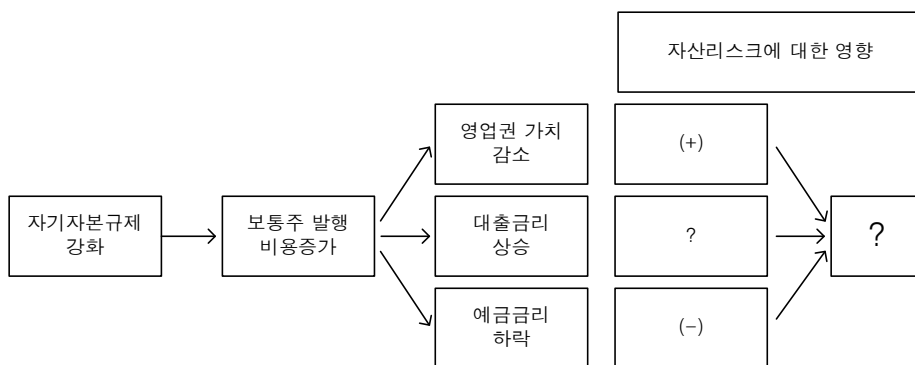 자산리스크에 대한 영향
영업권 가치
감소
(+)
자기자본규제
강화
보통주 발행
비용증가
대출금리
상승
?
?
예금금리
하락
(−)